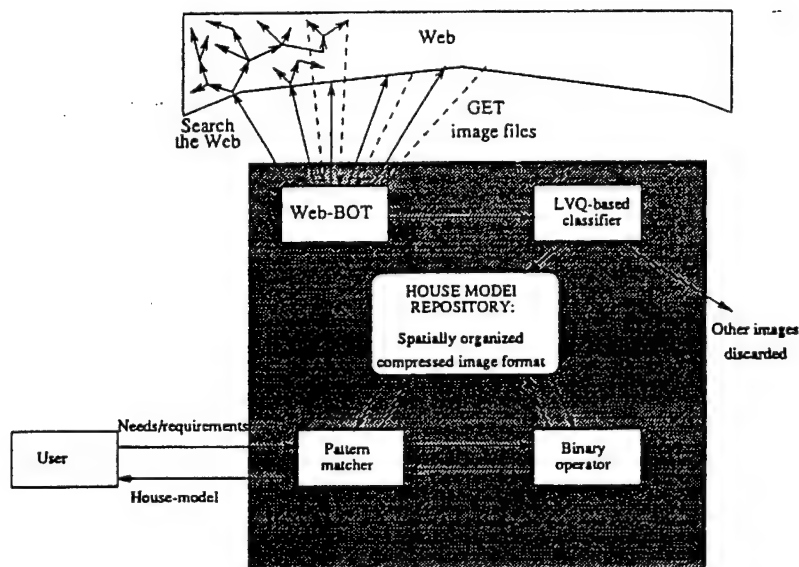 Web
Search
the Web
GET
image files
Web-BOT
LVQ-based
classifier
HOUSE MODEL
REPOSITORY:
Spatially organized
compressed image format
Other images
discarded
Needs/requirements
User
Pattern
matcher
Binary
operator
House-model